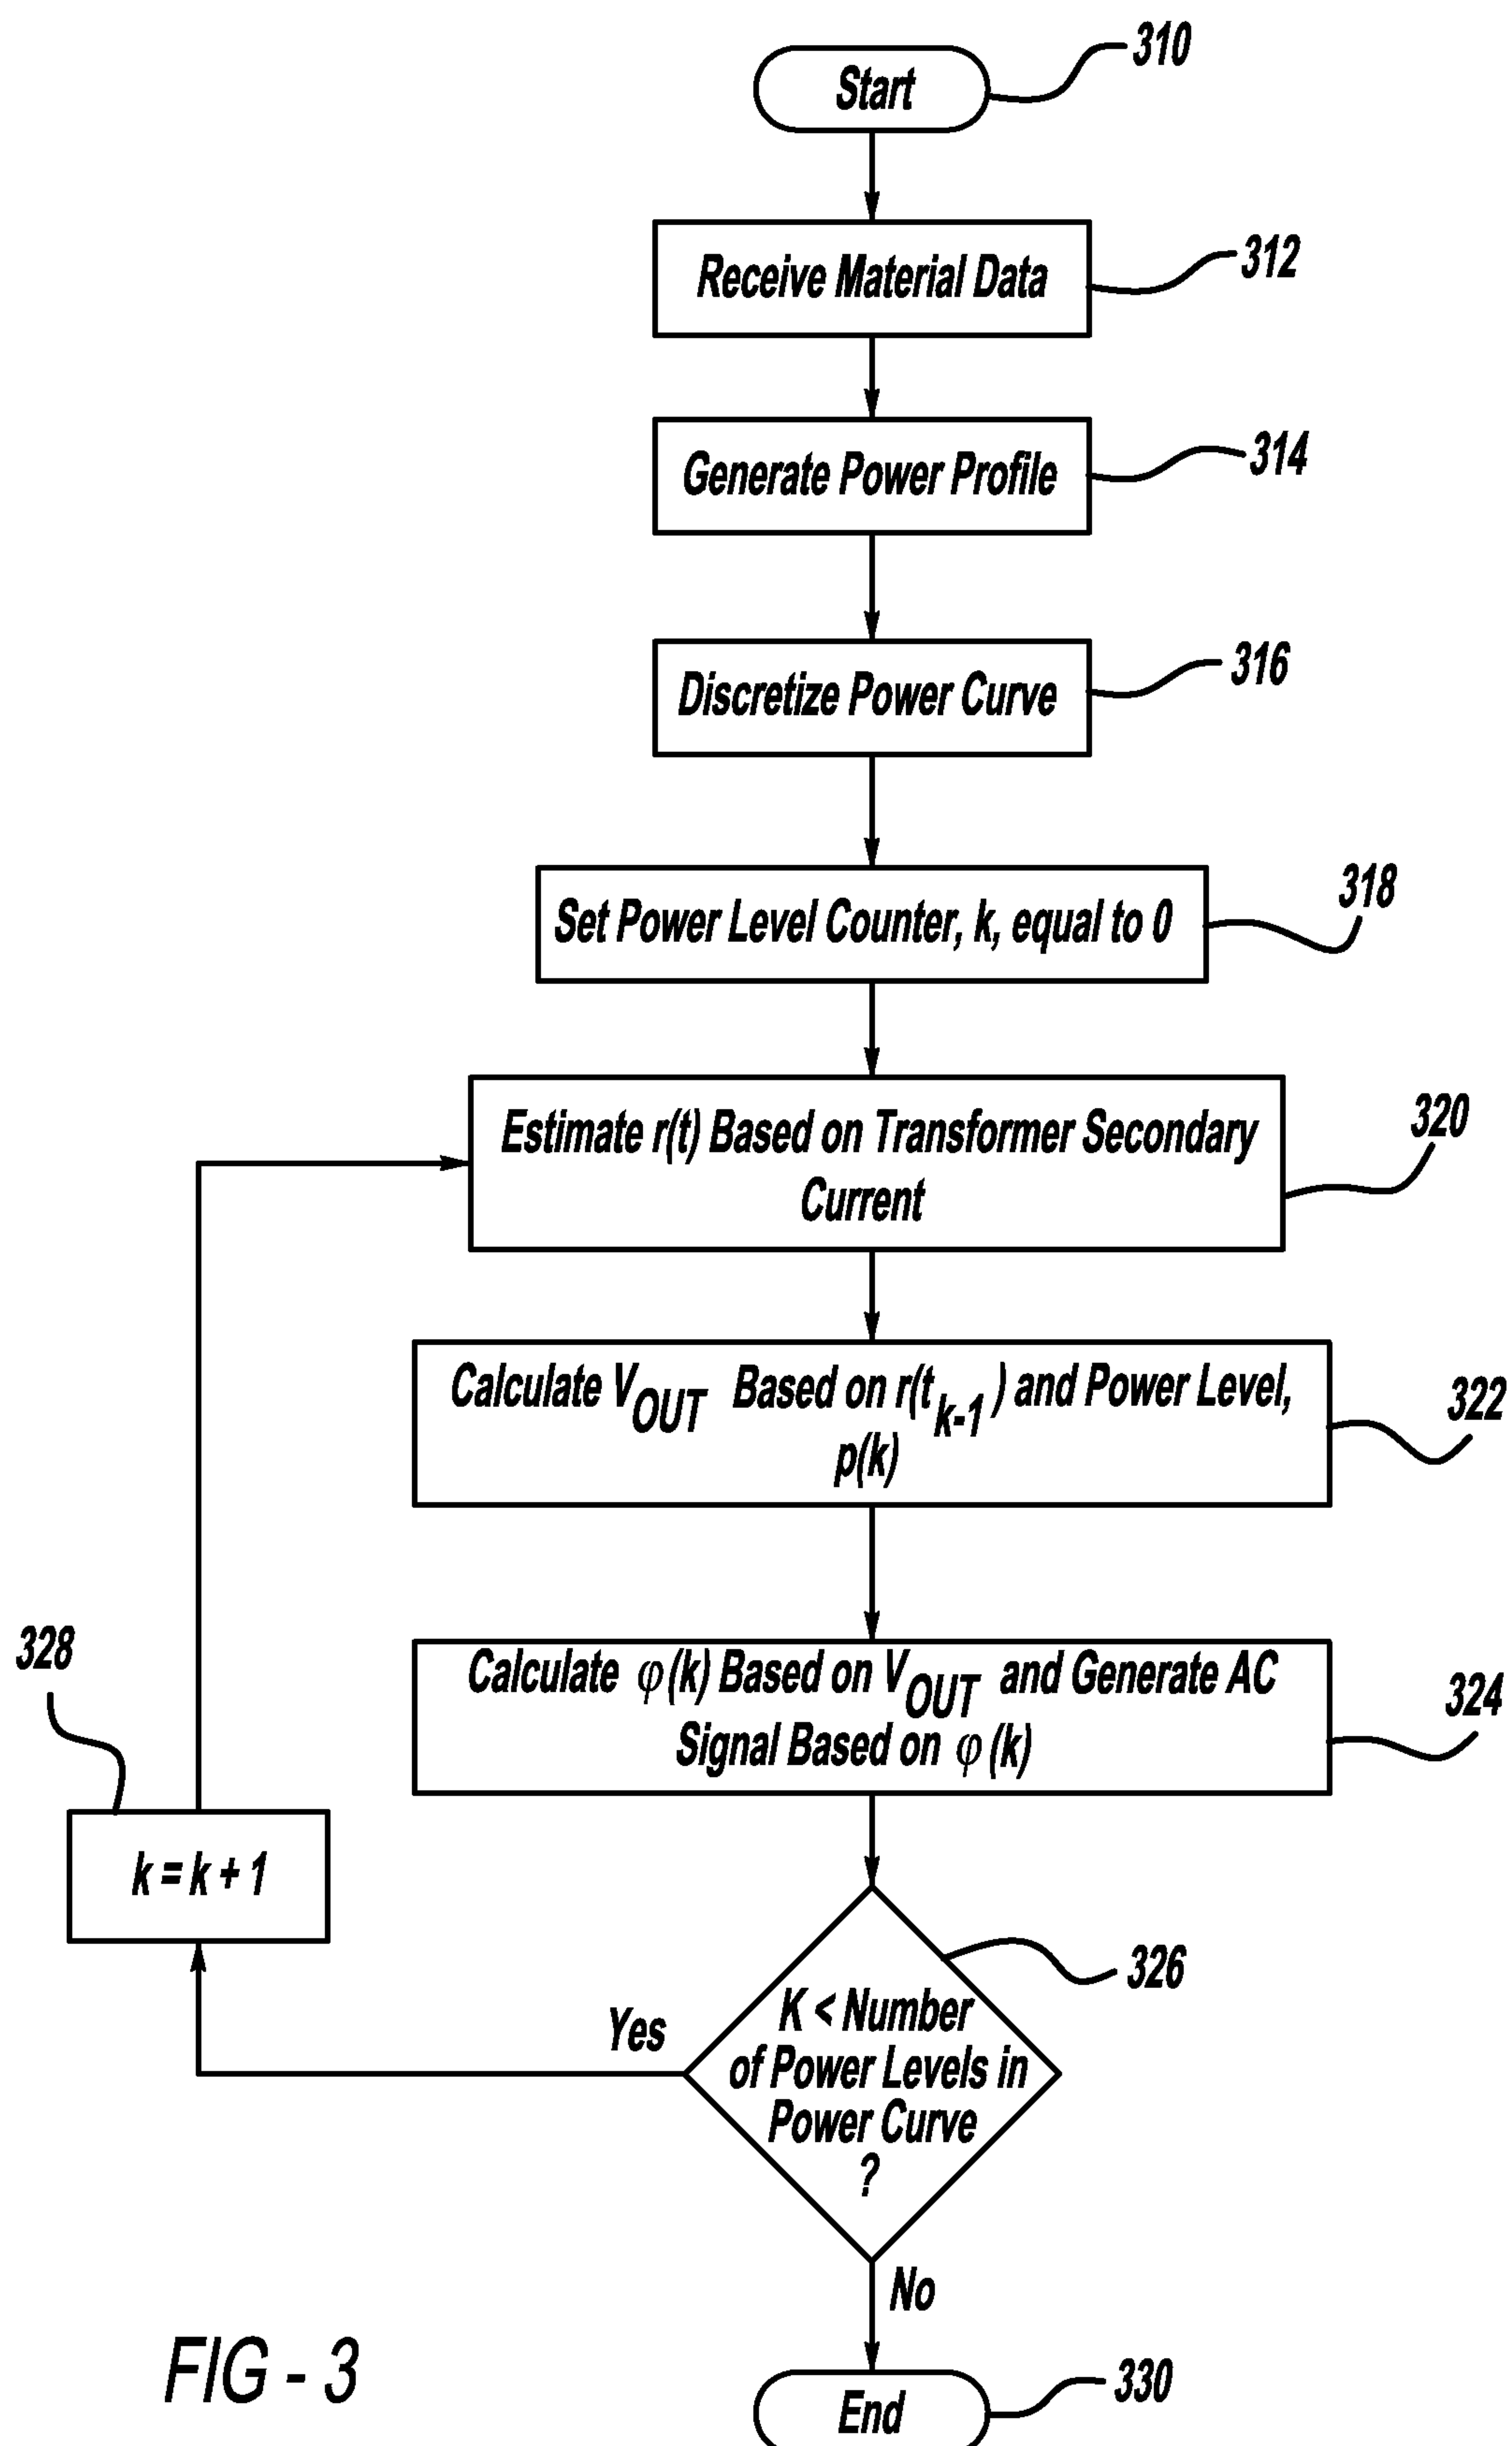 310
Start
312
Receive Material Data
314
Generate Power Profile
316
Discretize Power Curve
318
Set Power Level Counter, k, equal to 0
320
Estimate r(t) Based on Transformer Secondary
Current
322
Calculate V_OUT Based on r(t_k-1) and Power Level,
p(k)
324
Calculate φ(k) Based on V_OUT and Generate AC
Signal Based on φ(k)
328
k = k + 1
326
K < Number
of Power Levels in
Power Curve
?
Yes
No
330
End
FIG - 3